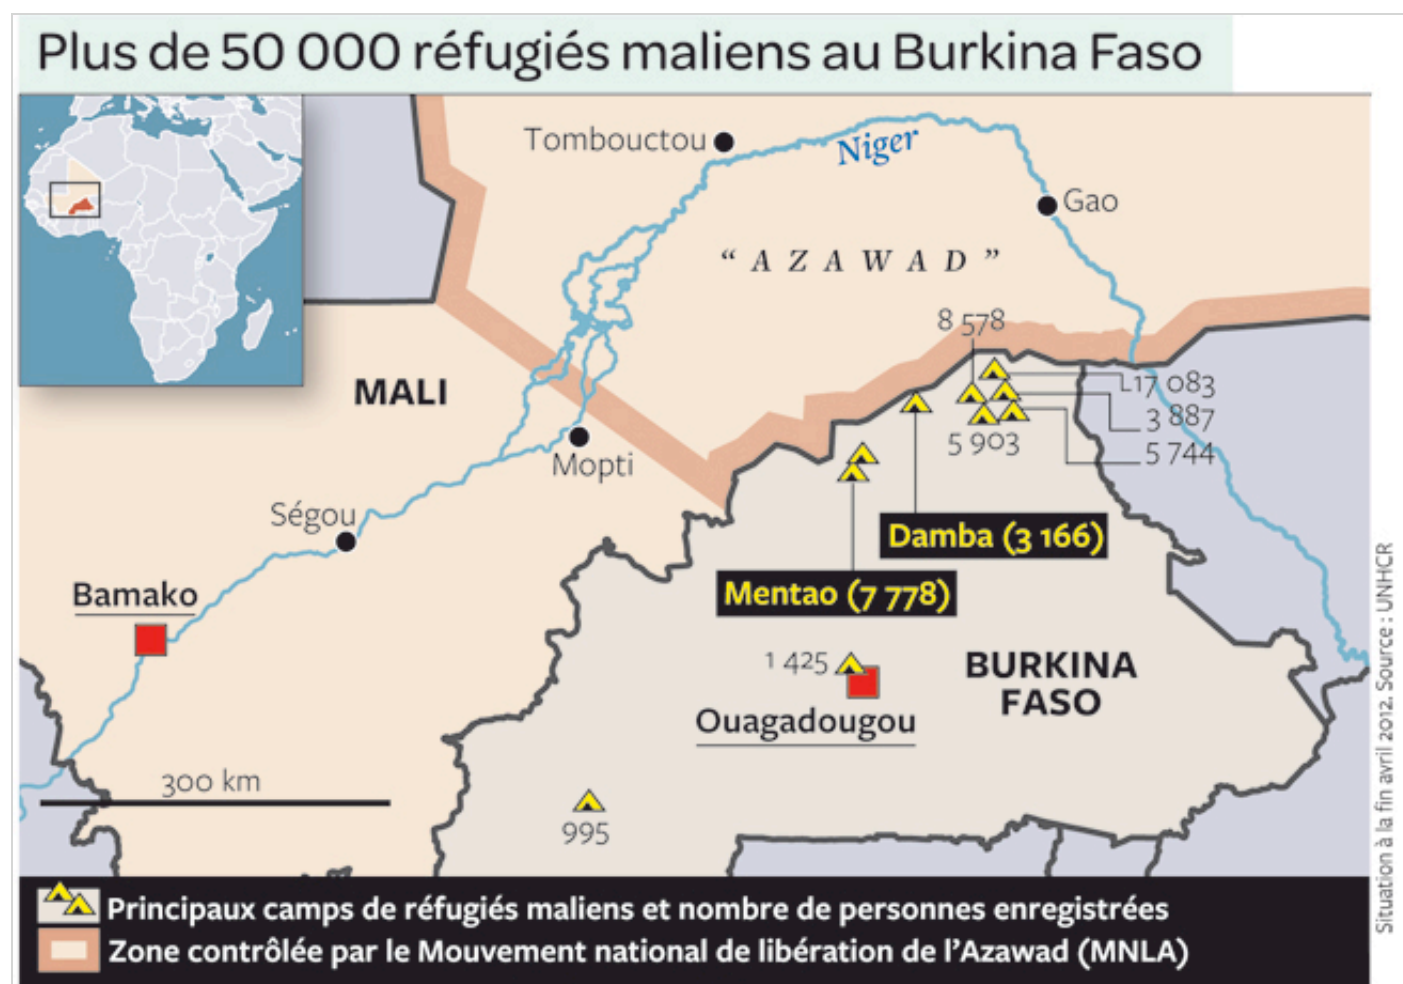 Plus de 50 000 réfugiés maliens au Burkina Faso
Tombouctou
Niger
Gao
“AZAWAD”
8 578
MALI
17 083
3 887
5 903
5 744
Mopti
Ségou
Damba (3 166)
Bamako
Mentao (7 778)
1 425
BURKINA
FASO
Ouagadougou
300 km
995
Principaux camps de réfugiés maliens et nombre de personnes enregistrées
Zone contrôlée par le Mouvement national de libération de l’Azawad (MNLA)
Situation à la fin avril 2012. Source : UNHCR